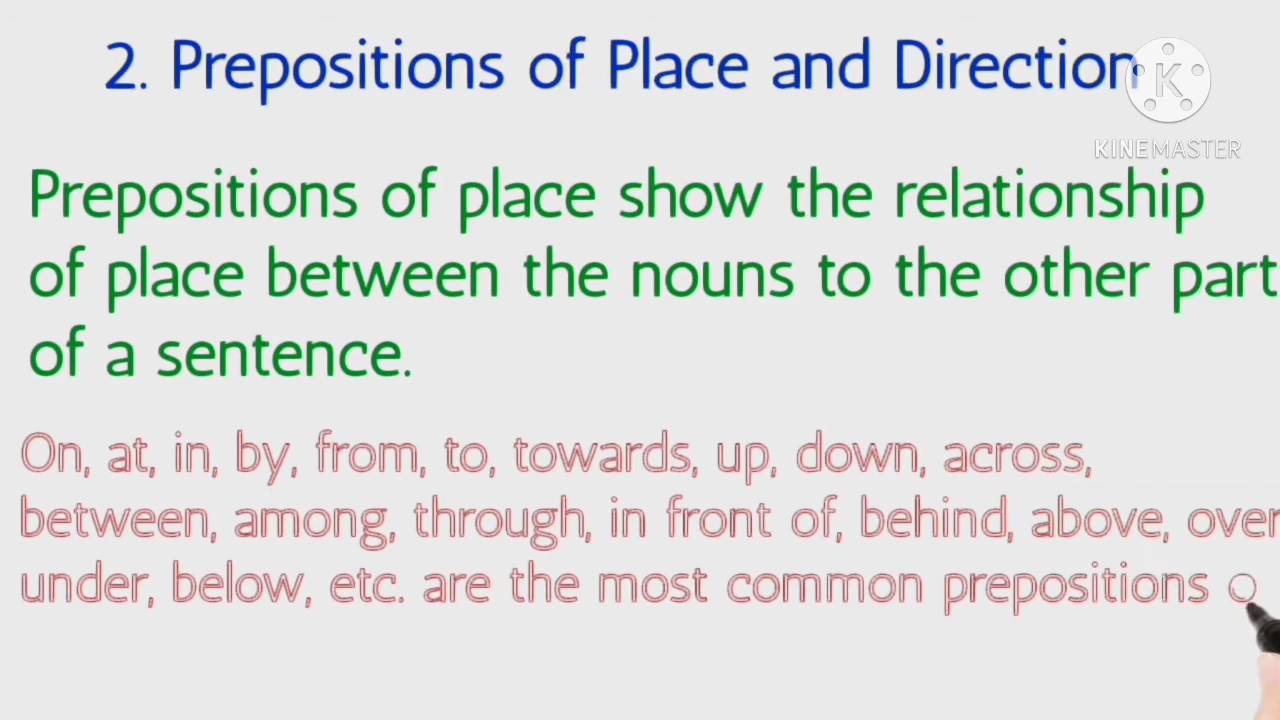 2. Prepositions of Place and Direction
K
KINEMASTER
Prepositions of place show the relationship
of place between the nouns to the other part
of a sentence.
On, at, in, by, from, to, towards, up, down, across,
between, among, through, in front of, behind, above, over
under, below, etc. are the most common prepositions o